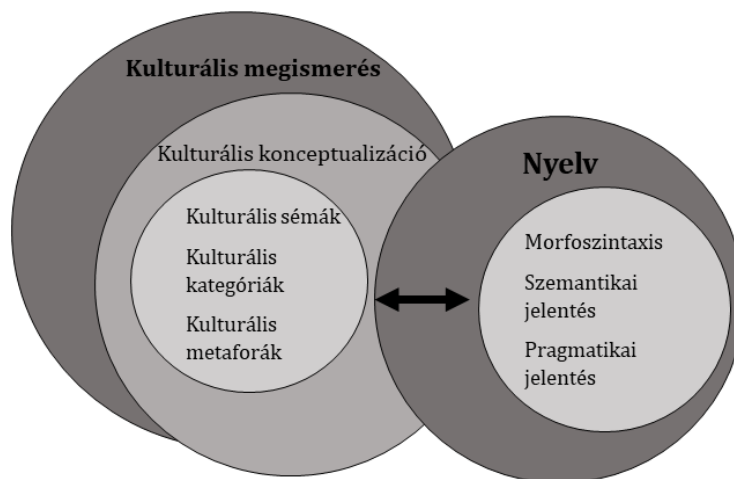 Kulturális megismerés
Kulturális konceptualizáció
Kulturális sémák
Kulturális
kategóriák
Kulturális
metaforák
Nyelv
Morfoszintaxis
Szemantikai
jelentés
Pragmatikai
jelentés